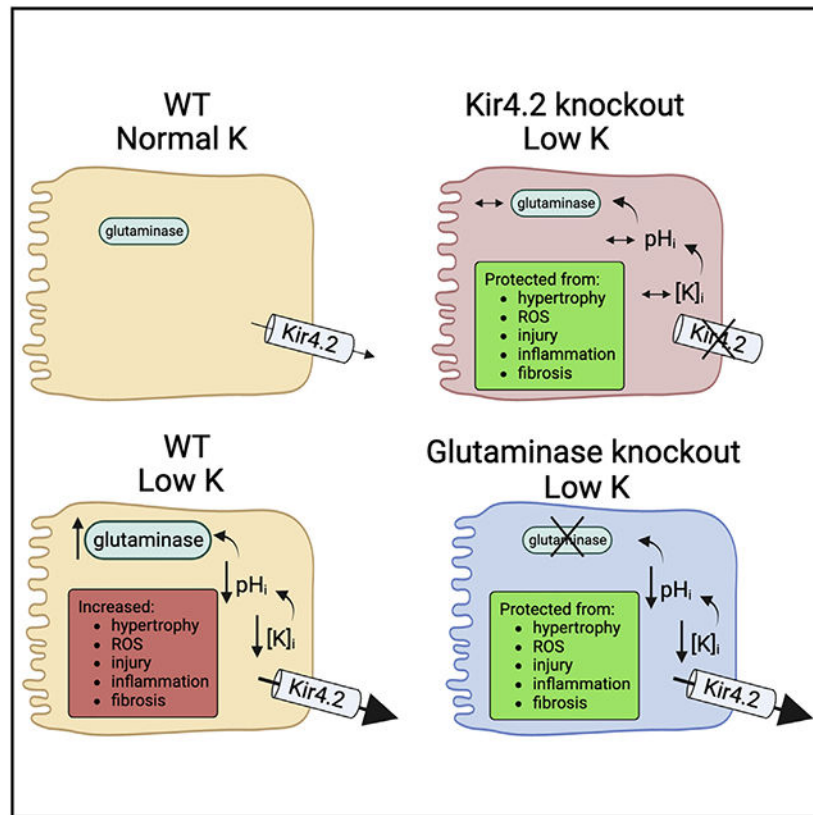 WT
Normal K
glutaminase
Kir4.2
Kir4.2 knockout
Low K
glutaminase
pHᵢ
[K]ᵢ
Protected from:
• hypertrophy
• ROS
• injury
• inflammation
• fibrosis
Kir4.2
WT
Low K
glutaminase
pHᵢ
[K]ᵢ
Increased:
• hypertrophy
• ROS
• injury
• inflammation
• fibrosis
Kir4.2
Glutaminase knockout
Low K
glutaminase
pHᵢ
[K]ᵢ
Protected from:
• hypertrophy
• ROS
• injury
• inflammation
• fibrosis
Kir4.2